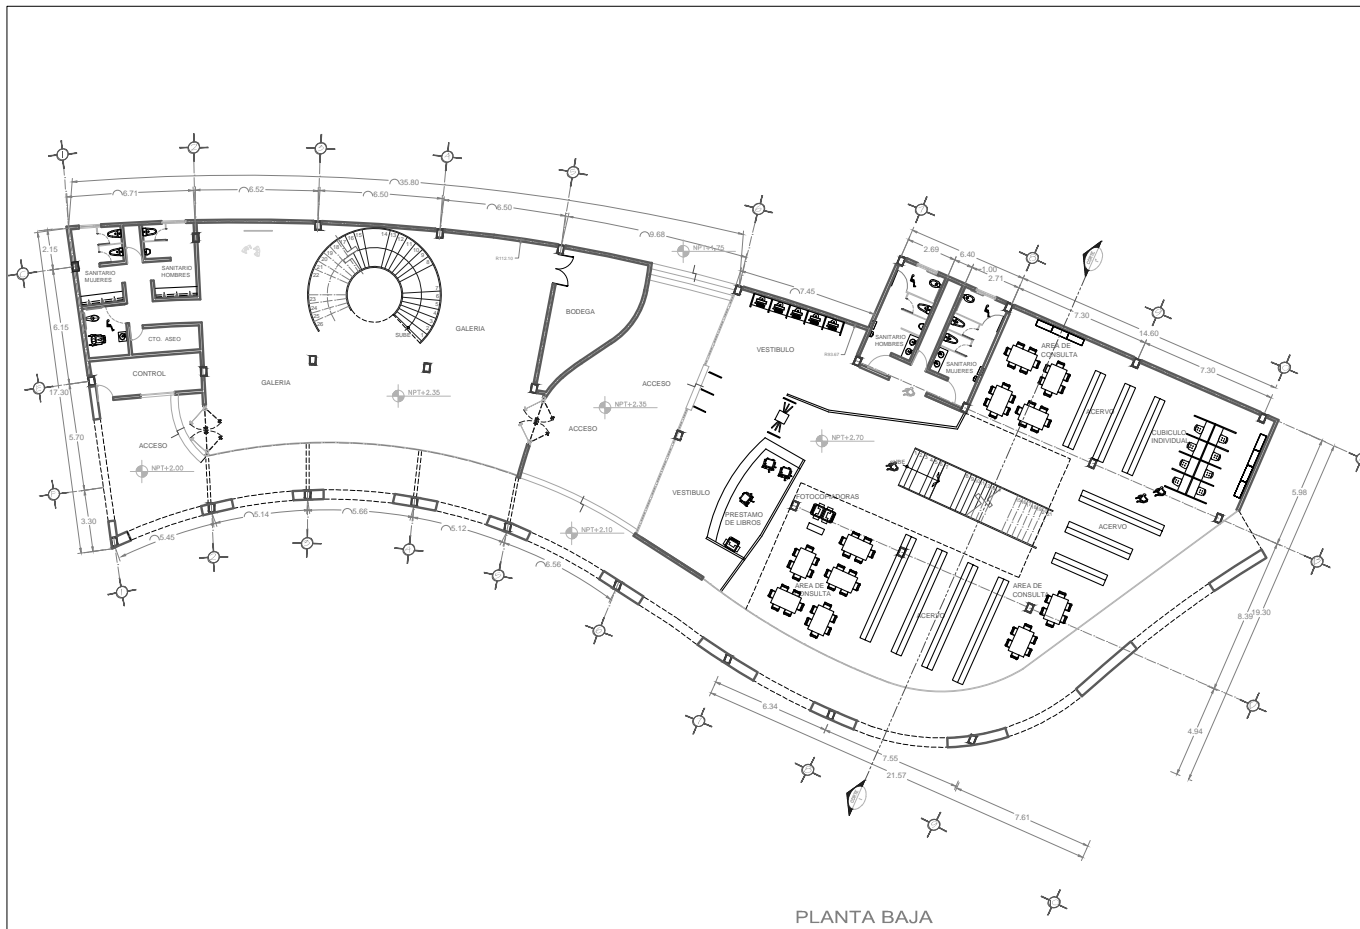 35.80
6.71
6.52
6.50
6.50
9.68
NPT+1.75
7.45
2.15
6.15
17.30
5.70
3.30
SANITARIO
MUJERES
SANITARIO
HOMBRES
CTO. ASEO
CONTROL
ACCESO
NPT+2.00
GALERIA
GALERIA
SUBE
NPT+2.35
BODEGA
ACCESO
NPT+2.35
ACCESO
NPT+2.10
5.45
5.14
5.66
5.12
6.56
2.69
6.40
1.00
2.71
7.30
14.60
7.30
VESTIBULO
SANITARIO
HOMBRES
SANITARIO
MUJERES
AREA DE
CONSULTA
ACERVO
CUBICULO
INDIVIDUAL
NPT+2.70
VESTIBULO
PRESTAMO
DE LIBROS
FOTOCOPIADORAS
ACERVO
AREA DE
CONSULTA
ACERVO
AREA DE
CONSULTA
5.98
8.39
19.30
4.94
6.34
7.55
21.57
7.61
PLANTA BAJA